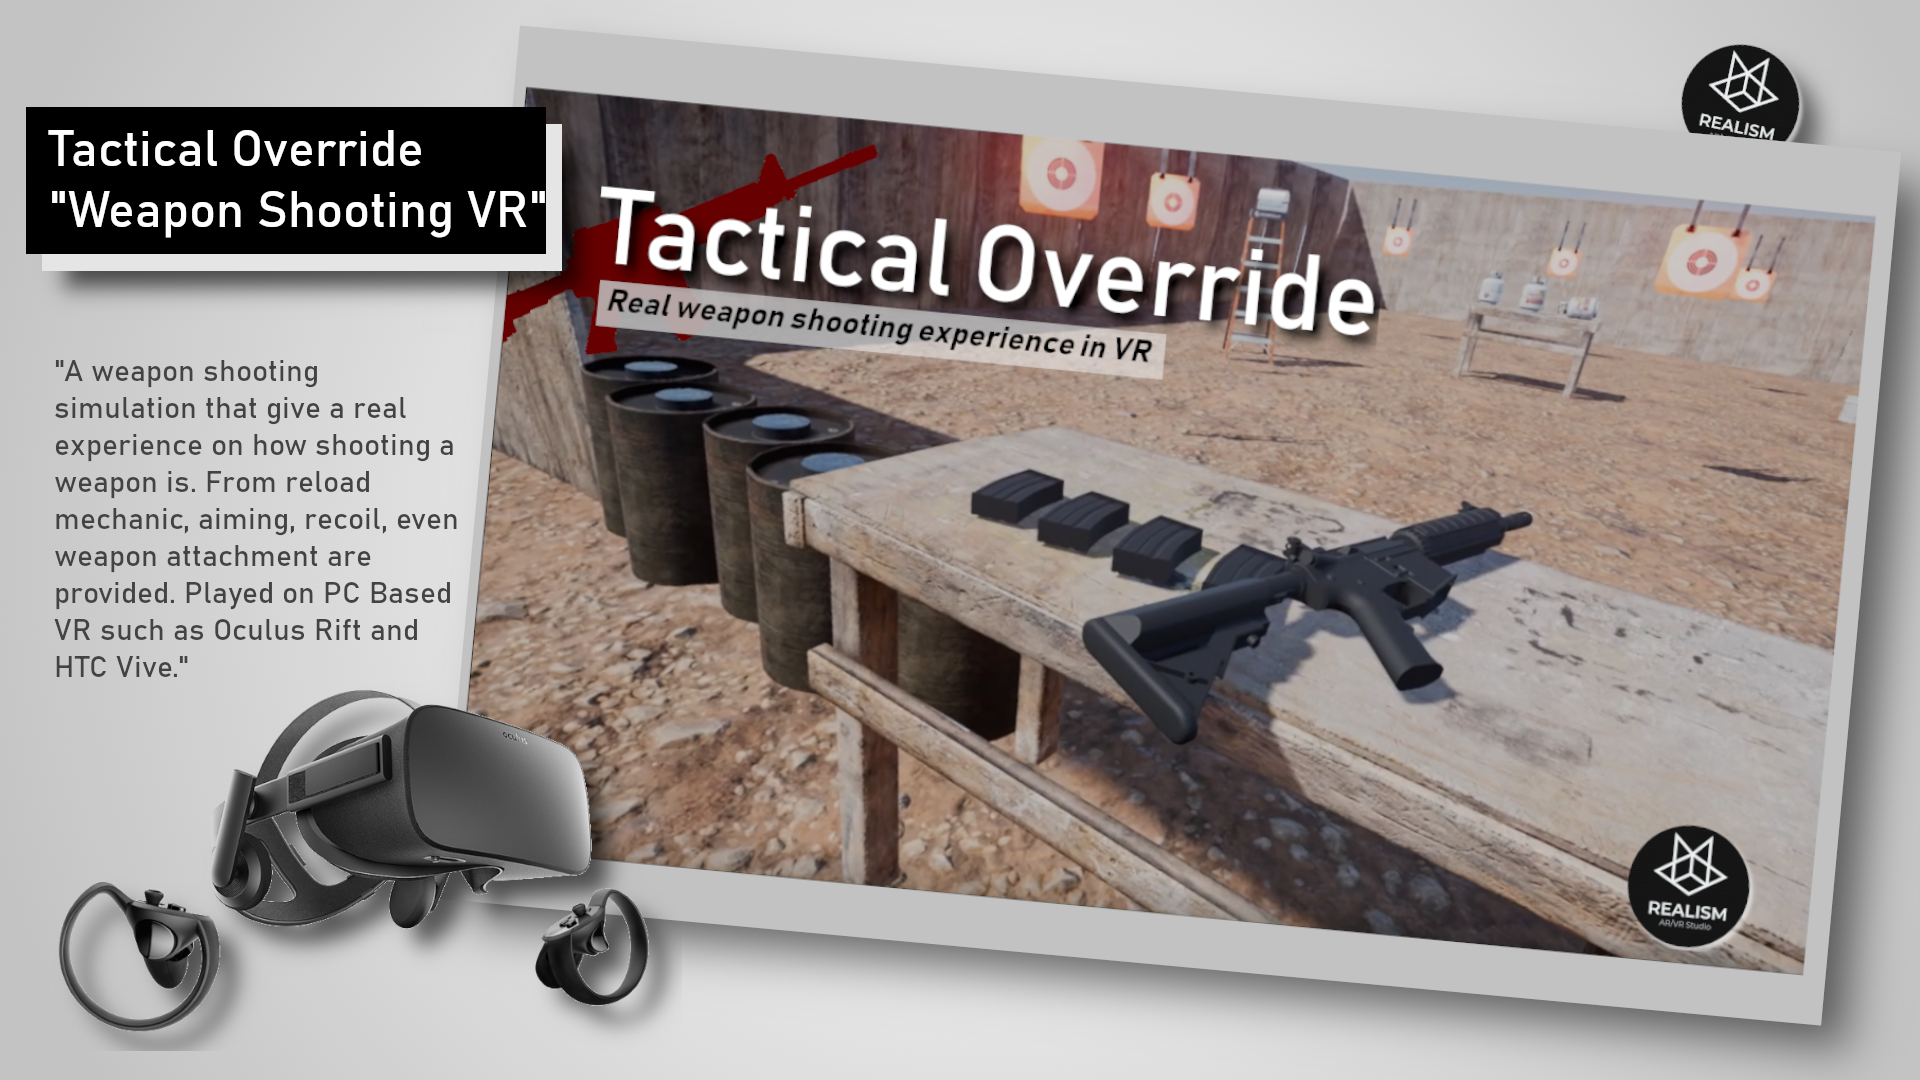 Tactical Override
"Weapon Shooting VR"
"A weapon shooting
simulation that give a real
experience on how shooting a
weapon is. From reload
mechanic, aiming, recoil, even
weapon attachment are
provided. Played on PC Based
VR such as Oculus Rift and
HTC Vive."
Tactical Override
Real weapon shooting experience in VR
REALISM
oculus
REALISM
AR/VR Studio